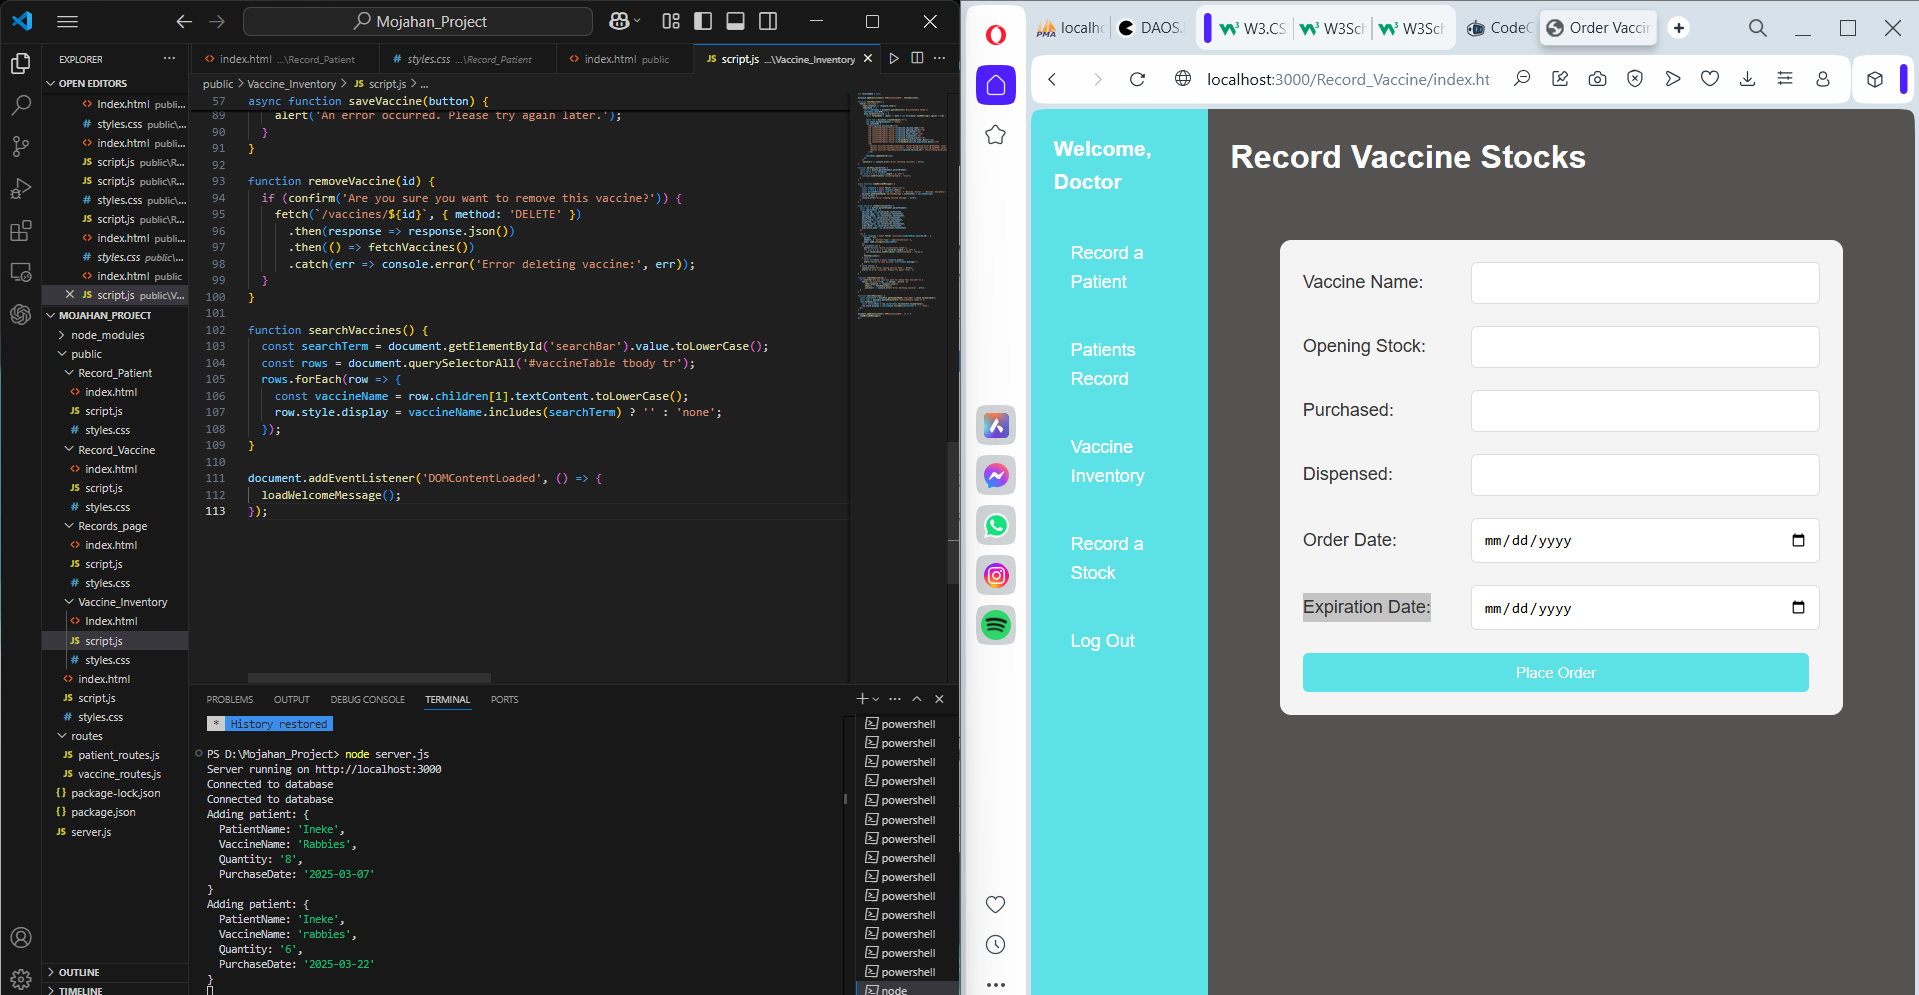 Mojahan_Project
EXPLORER
OPEN EDITORS
Index.html publi...
styles.css public\...
index.html publi...
script.js public\R...
script.js public\R...
styles.css public\...
script.js public\R...
index.html publi...
styles.css public\...
index.html public
script.js public\V...
MOJAHAN_PROJECT
node_modules
public
Record_Patient
index.html
script.js
styles.css
Record_Vaccine
index.html
script.js
styles.css
Records_page
index.html
script.js
styles.css
Vaccine_Inventory
Index.html
script.js
styles.css
index.html
script.js
styles.css
routes
patient_routes.js
vaccine_routes.js
package-lock.json
package.json
server.js
OUTLINE
TIMELINE
index.html ...\Record_Patient
styles.css ...\Record_Patient
index.html public
script.js ...\Vaccine_Inventory
public > Vaccine_Inventory > JS script.js > ...
57 async function saveVaccine(button) {
89 alert('An error occurred. Please try again later.');
90 }
91 }
92
93 function removeVaccine(id) {
94 if (confirm('Are you sure you want to remove this vaccine?')) {
95 fetch(`/vaccines/${id}`, { method: 'DELETE' })
96 .then(response => response.json())
97 .then(() => fetchVaccines())
98 .catch(err => console.error('Error deleting vaccine:', err));
99 }
100 }
101
102 function searchVaccines() {
103 const searchTerm = document.getElementById('searchBar').value.toLowerCase();
104 const rows = document.querySelectorAll('#vaccineTable tbody tr');
105 rows.forEach(row => {
106 const vaccineName = row.children[1].textContent.toLowerCase();
107 row.style.display = vaccineName.includes(searchTerm) ? '' : 'none';
108 });
109 }
110
111 document.addEventListener('DOMContentLoaded', () => {
112 loadWelcomeMessage();
113 });
PROBLEMS OUTPUT DEBUG CONSOLE TERMINAL PORTS
* History restored
PS D:\Mojahan_Project> node server.js
Server running on http://localhost:3000
Connected to database
Connected to database
Adding patient: {
PatientName: 'Ineke',
VaccineName: 'Rabbies',
Quantity: '8',
PurchaseDate: '2025-03-07'
}
Adding patient: {
PatientName: 'Ineke',
VaccineName: 'rabbies',
Quantity: '6',
PurchaseDate: '2025-03-22'
}
powershell
powershell
powershell
powershell
powershell
powershell
powershell
powershell
powershell
powershell
powershell
powershell
powershell
powershell
node
localho
DAOS.
W3.CS
W3Sch
W3Sch
CodeC
Order Vaccin
localhost:3000/Record_Vaccine/index.ht
Welcome,
Doctor
Record a
Patient
Patients
Record
Vaccine
Inventory
Record a
Stock
Log Out
Record Vaccine Stocks
Vaccine Name:
Opening Stock:
Purchased:
Dispensed:
Order Date: mm/dd/yyyy
Expiration Date: mm/dd/yyyy
Place Order